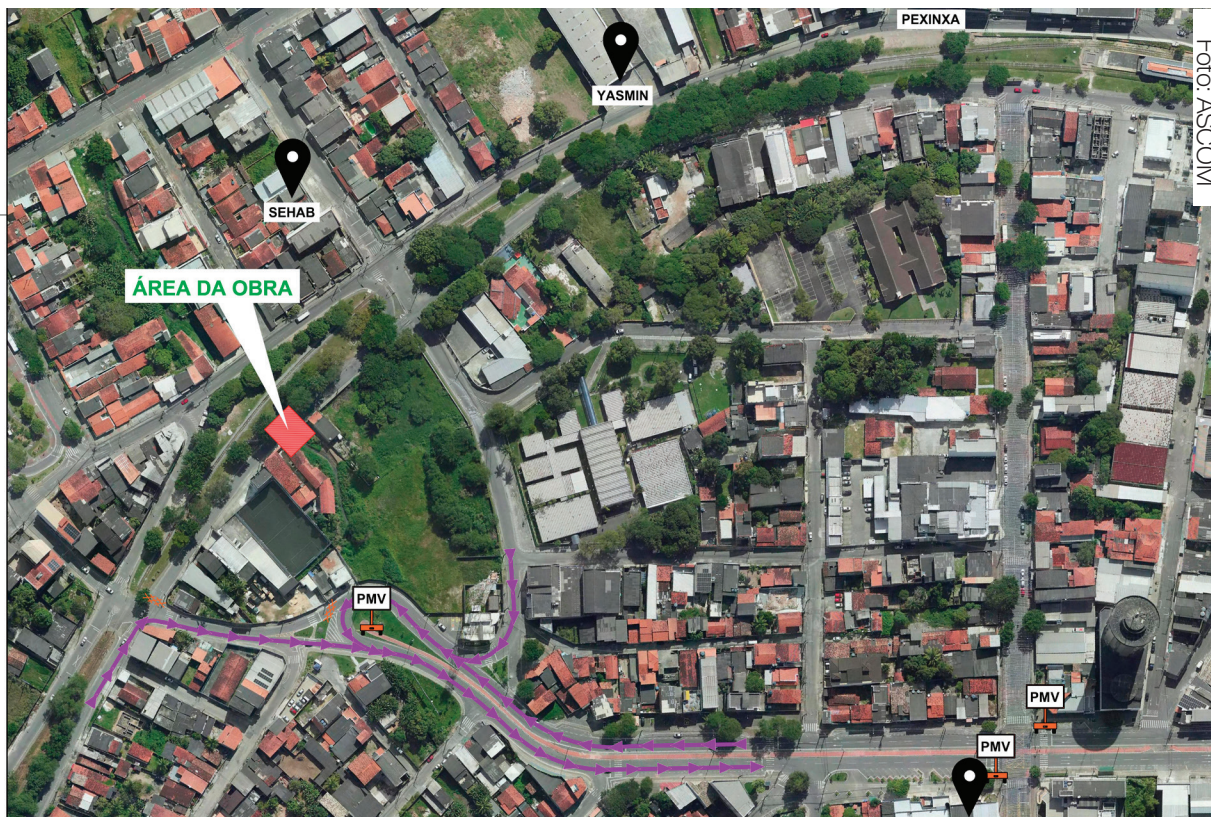 PEXINXA
Foto: ASCOM
YASMIN
SEHAB
ÁREA DA OBRA
PMV
PMV
PMV